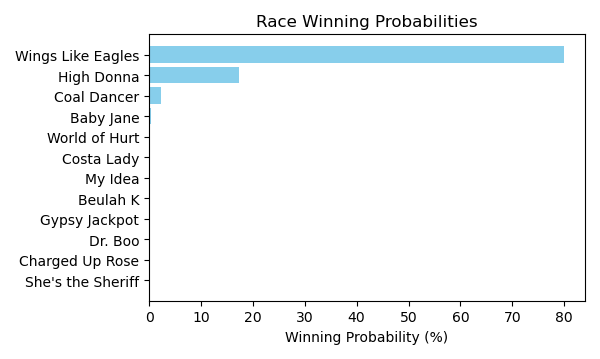 Race Winning Probabilities
Wings Like Eagles
High Donna
Coal Dancer
Baby Jane
World of Hurt
Costa Lady
My Idea
Beulah K
Gypsy Jackpot
Dr. Boo
Charged Up Rose
She's the Sheriff
0 10 20 30 40 50 60 70 80
Winning Probability (%)